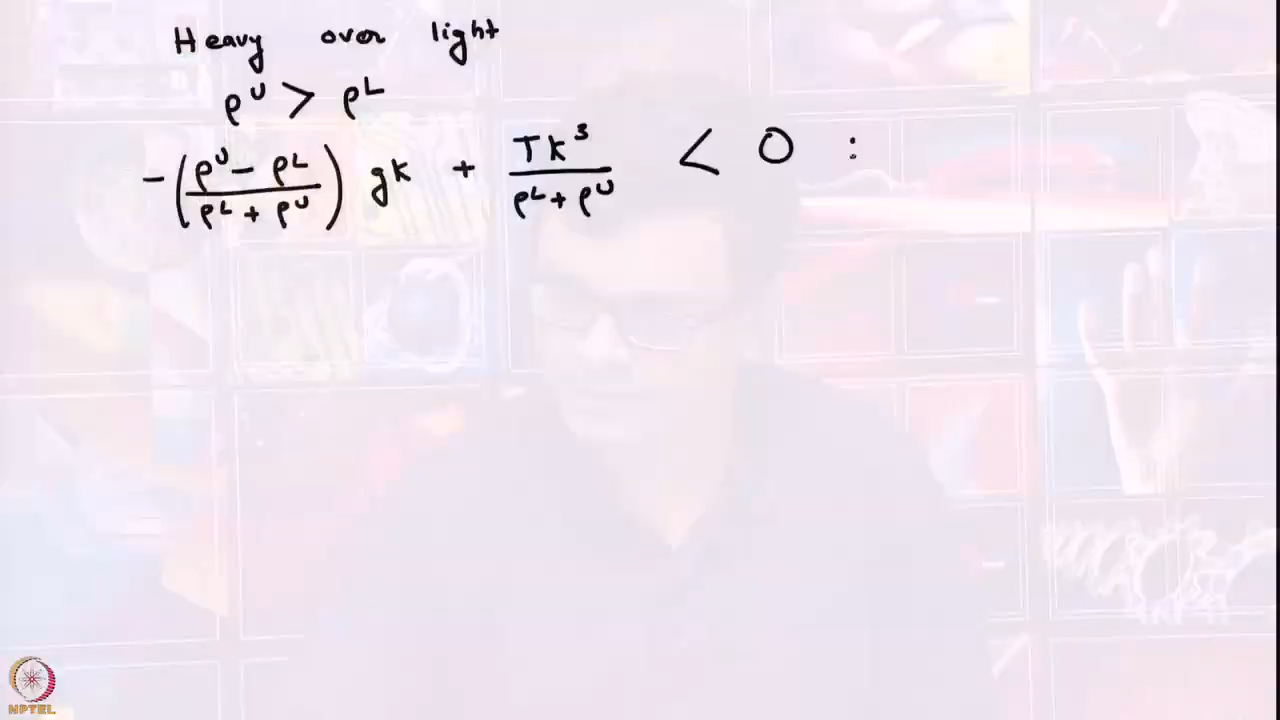 Heavy over light
ρ^U > ρ^L
-(ρ^U - ρ^L / ρ^L + ρ^U) gk + Tk^3 / ρ^L + ρ^U < 0 :
NPTEL